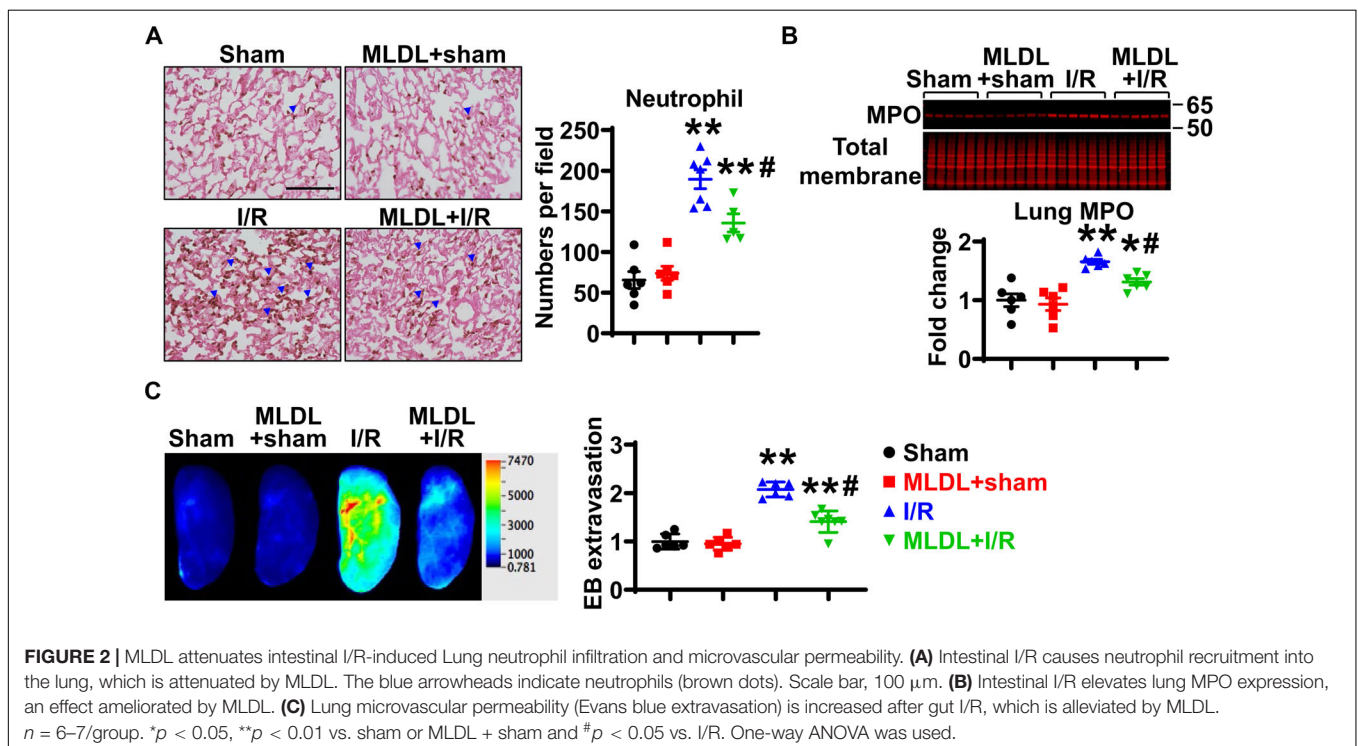 A
Sham
MLDL+sham
I/R
MLDL+I/R
Neutrophil
Numbers per field
250
200
150
100
50
0
**
**#
B
Sham
MLDL
+sham
I/R
MLDL
+I/R
MPO
65
50
Total
membrane
Lung MPO
Fold change
2
1
0
**
*#
C
Sham
MLDL
+sham
I/R
MLDL
+I/R
7470
5000
3000
1000
0.781
EB extravasation
3
2
1
0
**
**#
Sham
MLDL+sham
I/R
MLDL+I/R
FIGURE 2 | MLDL attenuates intestinal I/R-induced Lung neutrophil infiltration and microvascular permeability. (A) Intestinal I/R causes neutrophil recruitment into
the lung, which is attenuated by MLDL. The blue arrowheads indicate neutrophils (brown dots). Scale bar, 100 μm. (B) Intestinal I/R elevates lung MPO expression,
an effect ameliorated by MLDL. (C) Lung microvascular permeability (Evans blue extravasation) is increased after gut I/R, which is alleviated by MLDL.
n = 6–7/group. *p < 0.05, **p < 0.01 vs. sham or MLDL + sham and #p < 0.05 vs. I/R. One-way ANOVA was used.